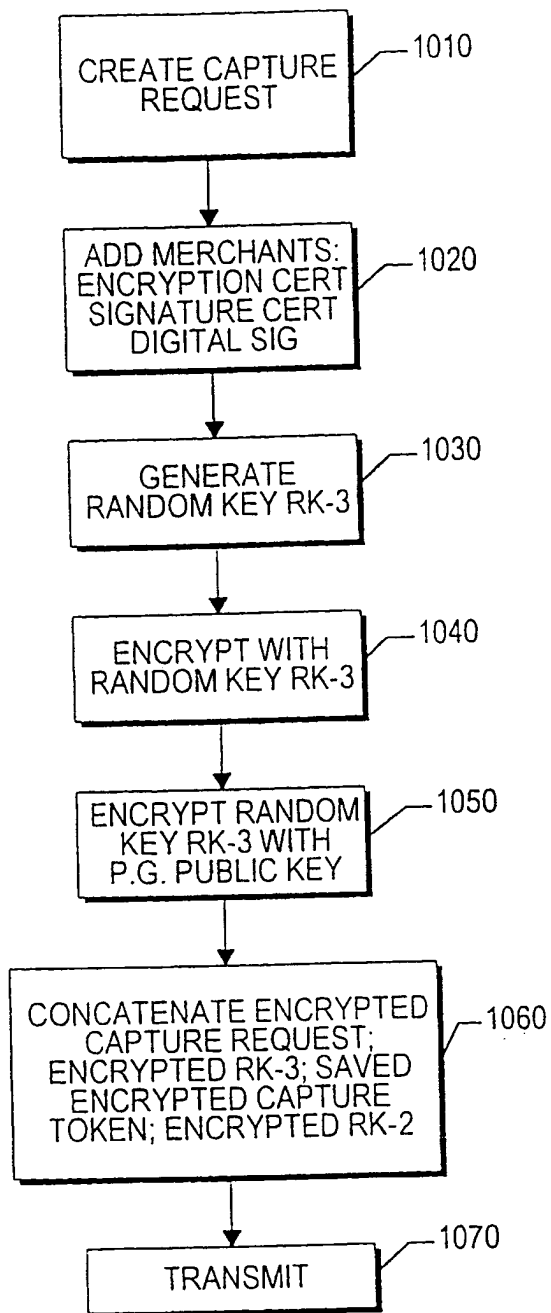 CREATE CAPTURE
REQUEST
1010
ADD MERCHANTS:
ENCRYPTION CERT
SIGNATURE CERT
DIGITAL SIG
1020
GENERATE
RANDOM KEY RK-3
1030
ENCRYPT WITH
RANDOM KEY RK-3
1040
ENCRYPT RANDOM
KEY RK-3 WITH
P.G. PUBLIC KEY
1050
CONCATENATE ENCRYPTED
CAPTURE REQUEST;
ENCRYPTED RK-3; SAVED
ENCRYPTED CAPTURE
TOKEN; ENCRYPTED RK-2
1060
TRANSMIT
1070